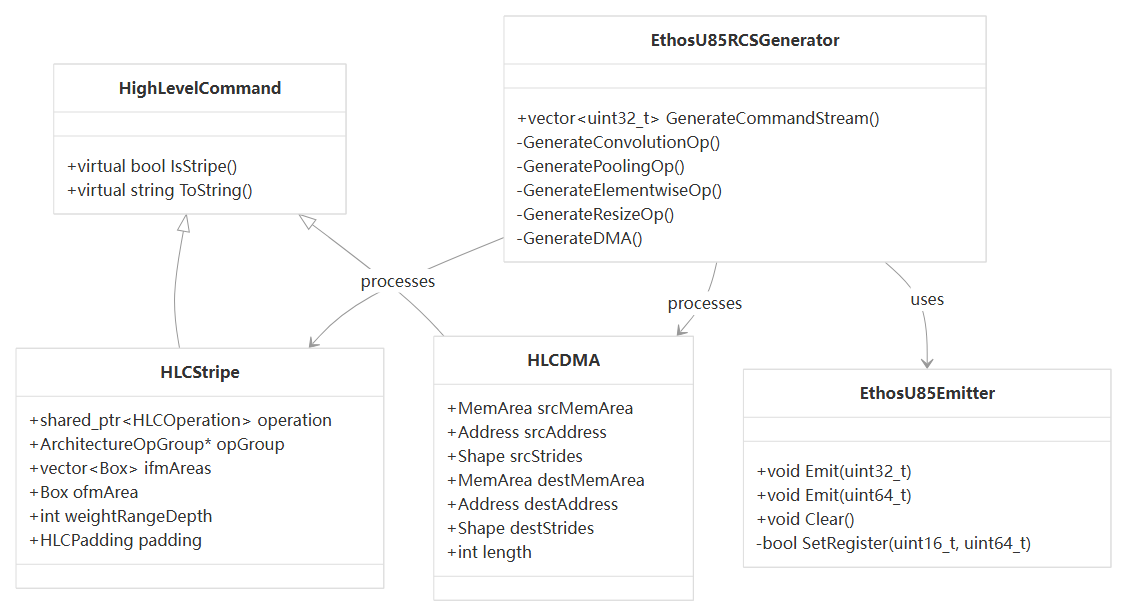 EthosU85RCSGenerator
+vector<uint32_t> GenerateCommandStream()
-GenerateConvolutionOp()
-GeneratePoolingOp()
-GenerateElementwiseOp()
-GenerateResizeOp()
-GenerateDMA()
HighLevelCommand
+virtual bool IsStripe()
+virtual string ToString()
processes
processes
uses
HLCStripe
+shared_ptr<HLCOperation> operation
+ArchitectureOpGroup* opGroup
+vector<Box> ifmAreas
+Box ofmArea
+int weightRangeDepth
+HLCPadding padding
HLCDMA
+MemArea srcMemArea
+Address srcAddress
+Shape srcStrides
+MemArea destMemArea
+Address destAddress
+Shape destStrides
+int length
EthosU85Emitter
+void Emit(uint32_t)
+void Emit(uint64_t)
+void Clear()
-bool SetRegister(uint16_t, uint64_t)